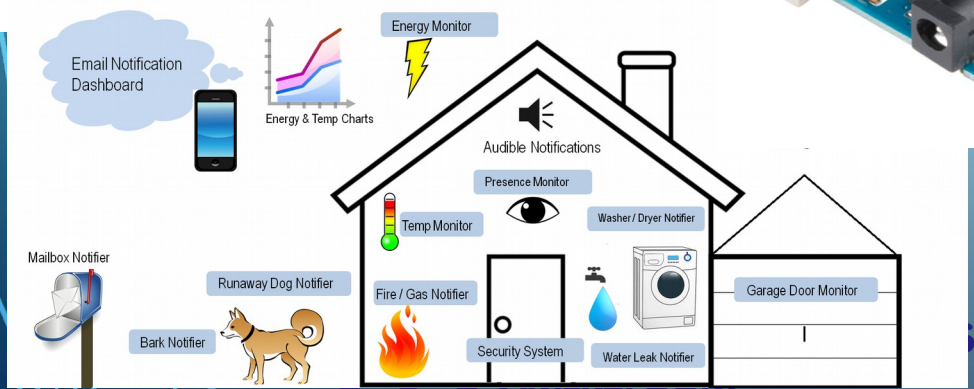 Energy Monitor
Email Notification
Dashboard
Energy & Temp Charts
Audible Notifications
Presence Monitor
Washer / Dryer Notifier
Temp Monitor
Mailbox Notifier
Runaway Dog Notifier
Fire / Gas Notifier
Garage Door Monitor
Bark Notifier
Security System
Water Leak Notifier